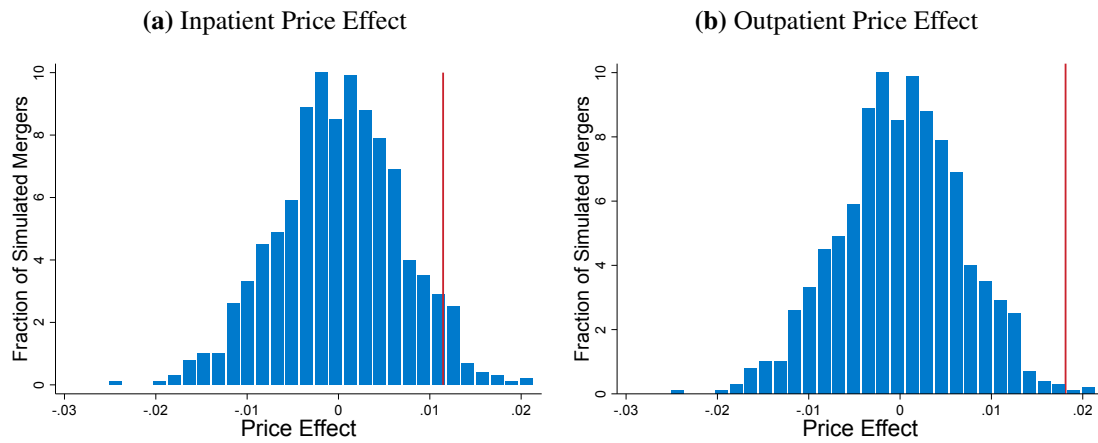 (a) Inpatient Price Effect
Fraction of Simulated Mergers
10
8
6
4
2
0
-.03 -.02 -.01 0 .01 .02
Price Effect
(b) Outpatient Price Effect
Fraction of Simulated Mergers
10
8
6
4
2
0
-.03 -.02 -.01 0 .01 .02
Price Effect